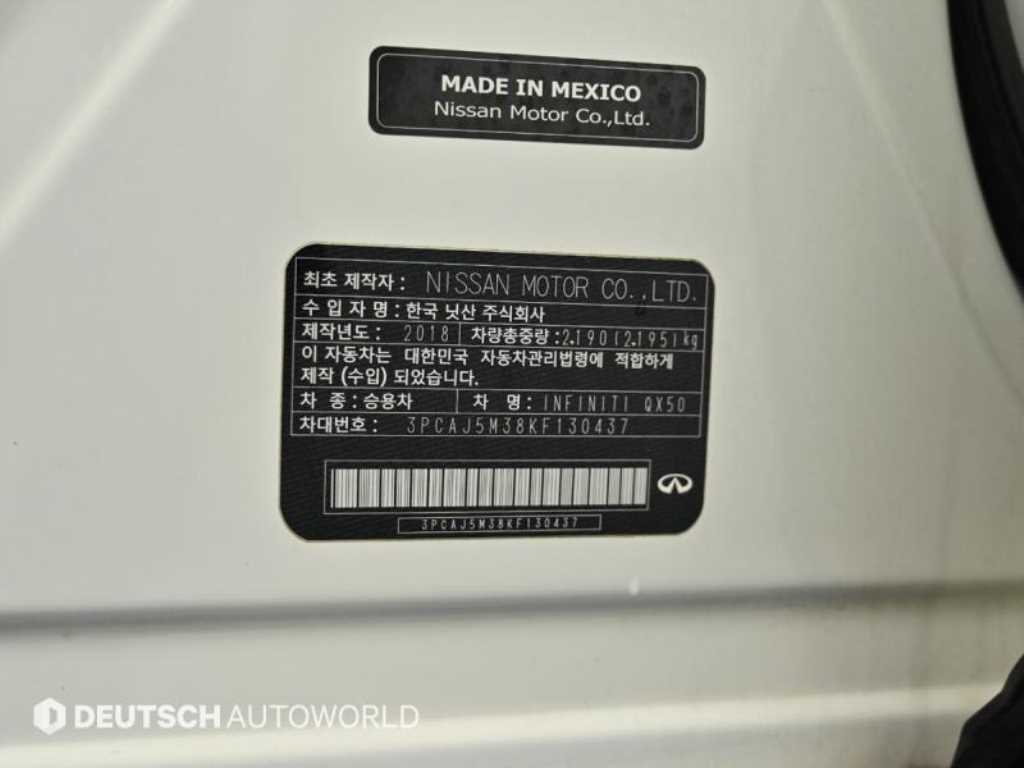 MADE IN MEXICO
Nissan Motor Co.,Ltd.
최초 제작자 : NISSAN MOTOR CO.,LTD.
수 입 자 명 : 한국 닛산 주식회사
제작년도 : 2018 차량총중량 : 2,190(2,195)kg
이 자동차는 대한민국 자동차관리법령에 적합하게
제작 (수입) 되었습니다.
차 종 : 승용차 차 명 : INFINITI QX50
차대번호 : 3PCAJ5M38KF130437
3PCAJ5M38KF130437
DEUTSCH AUTOWORLD